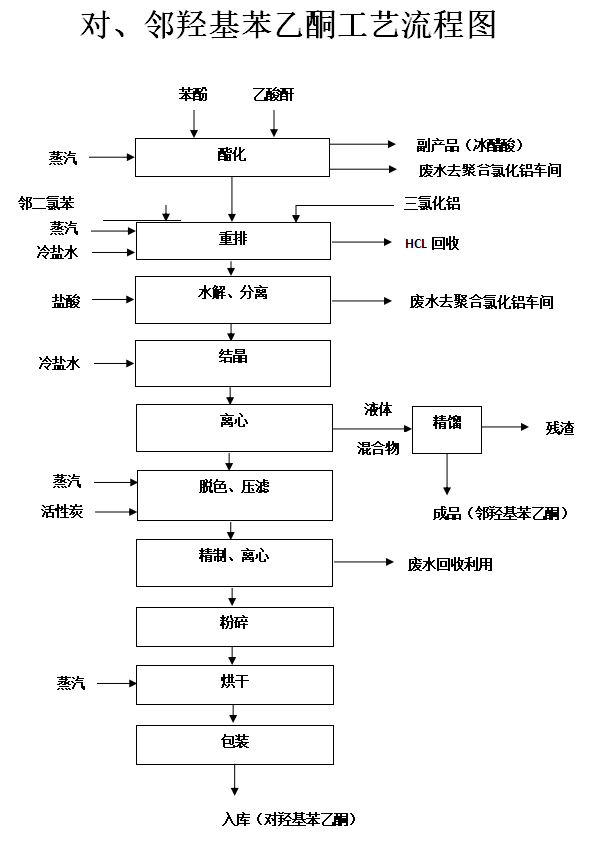 对、邻羟基苯乙酮工艺流程图
苯酚 乙酸酐
蒸汽 酯化 副产品（冰醋酸）
废水去聚合氯化铝车间
邻二氯苯 三氯化铝
蒸汽
重排 HCL 回收
冷盐水
盐酸 水解、分离 废水去聚合氯化铝车间
冷盐水 结晶
离心 液体 精馏 残渣
混合物
蒸汽 脱色、压滤
活性炭 成品（邻羟基苯乙酮）
精制、离心 废水回收利用
粉碎
蒸汽 烘干
包装
入库（对羟基苯乙酮）